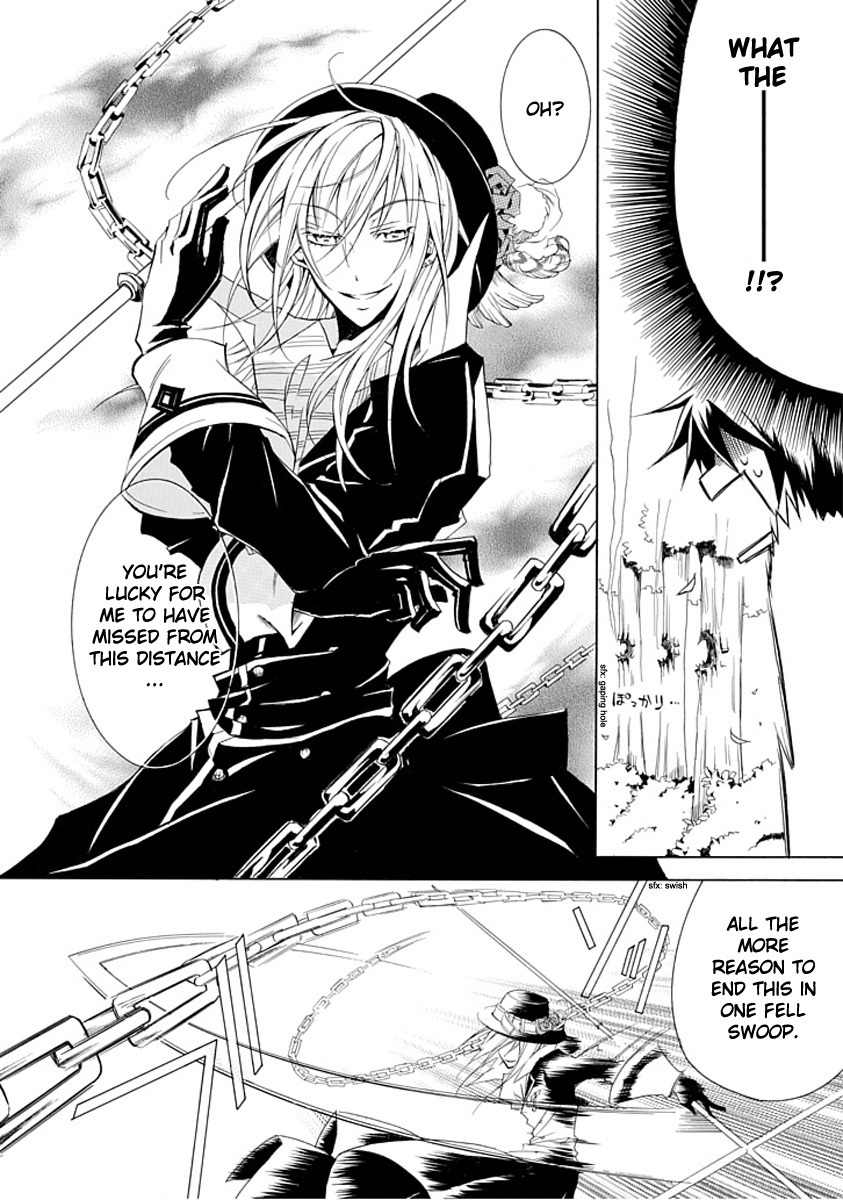 WHAT
THE
!!?
sfx: gaping hole
ぽっかり…
OH?
YOU'RE
LUCKY FOR
ME TO HAVE
MISSED FROM
THIS DISTANCE
...
sfx: swish
ALL THE
MORE
REASON TO
END THIS IN
ONE FELL
SWOOP.